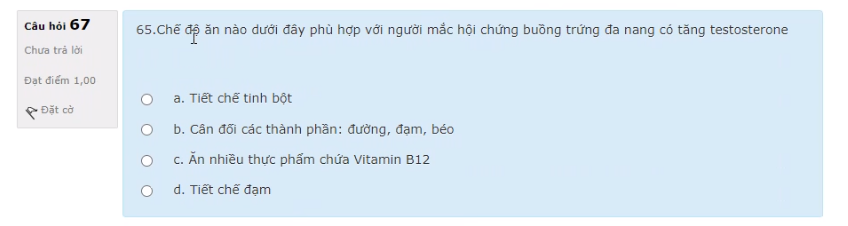 Câu hỏi 67
Chưa trả lời
Đạt điểm 1,00
Đặt cờ
65.Chế độ ăn nào dưới đây phù hợp với người mắc hội chứng buồng trứng đa nang có tăng testosterone
a. Tiết chế tinh bột
b. Cân đối các thành phần: đường, đạm, béo
c. Ăn nhiều thực phẩm chứa Vitamin B12
d. Tiết chế đạm